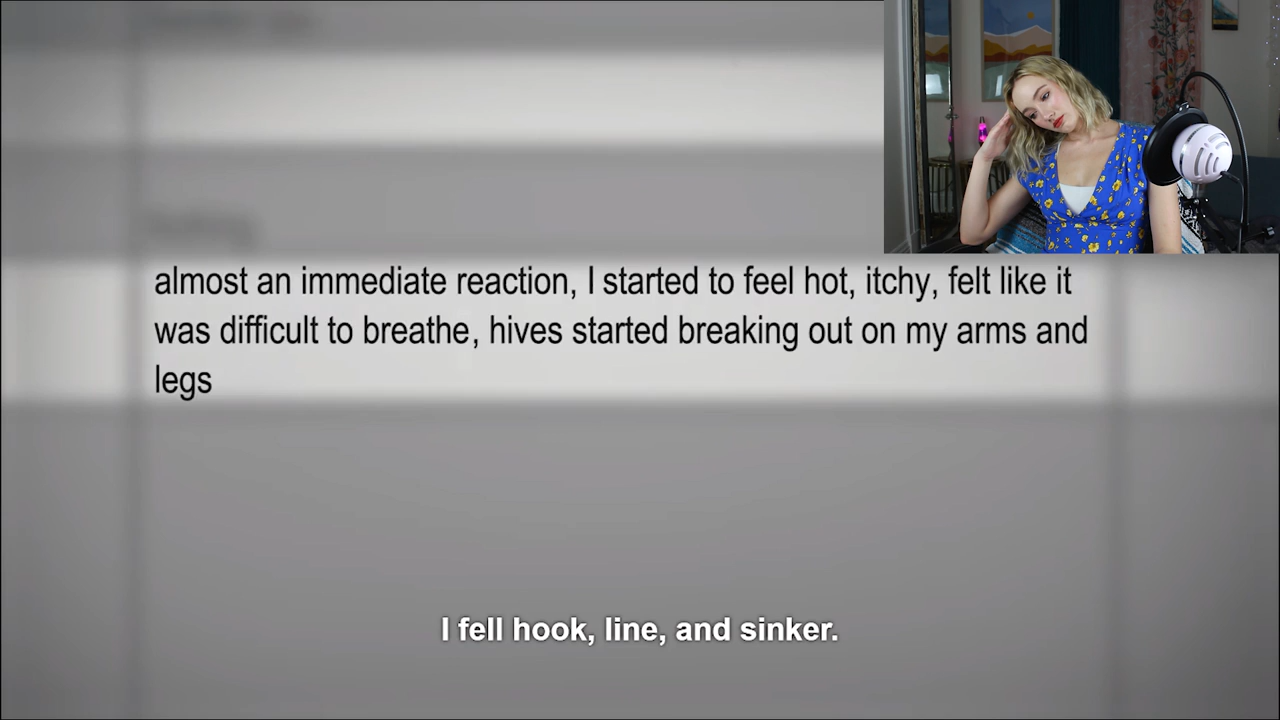 almost an immediate reaction, I started to feel hot, itchy, felt like it
was difficult to breathe, hives started breaking out on my arms and
legs
I fell hook, line, and sinker.